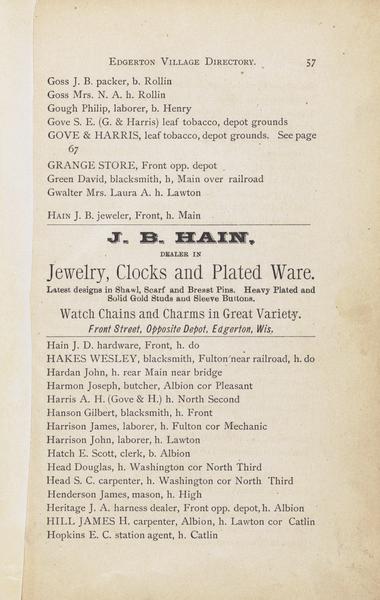 EDGERTON VILLAGE DIRECTORY. 57
Goss J. B. packer, b. Rollin
Goss Mrs. N. A. h. Rollin
Gough Philip, laborer, b. Henry
Gove S. E. (G. & Harris) leaf tobacco, depot grounds
GOVE & HARRIS, leaf tobacco, depot grounds. See page
67
GRANGE STORE, Front opp. depot
Green David, blacksmith, h, Main over railroad
Gwalter Mrs. Laura A. h. Lawton
HAIN J. B. jeweler, Front, h. Main
J. B. HAIN,
DEALER IN
Jewelry, Clocks and Plated Ware.
Latest designs in Shawl, Scarf and Breast Pins. Heavy Plated and
Solid Gold Studs and Sleeve Buttons.
Watch Chains and Charms in Great Variety.
Front Street, Opposite Depot, Edgerton, Wis,
Hain J. D. hardware, Front, h. do
HAKES WESLEY, blacksmith, Fulton near railroad, h. do
Hardan John, h. rear Main near bridge
Harmon Joseph, butcher, Albion cor Pleasant
Harris A. H. (Gove & H.) h. North Second
Hanson Gilbert, blacksmith, h. Front
Harrison James, laborer, h. Fulton cor Mechanic
Harrison John, laborer, h. Lawton
Hatch E. Scott, clerk, b. Albion
Head Douglas, h. Washington cor North Third
Head S. C. carpenter, h. Washington cor North Third
Henderson James, mason, h. High
Heritage J. A. harness dealer, Front opp. depot, h. Albion
HILL JAMES H. carpenter, Albion, h. Lawton cor Catlin
Hopkins E. C. station agent, h. Catlin